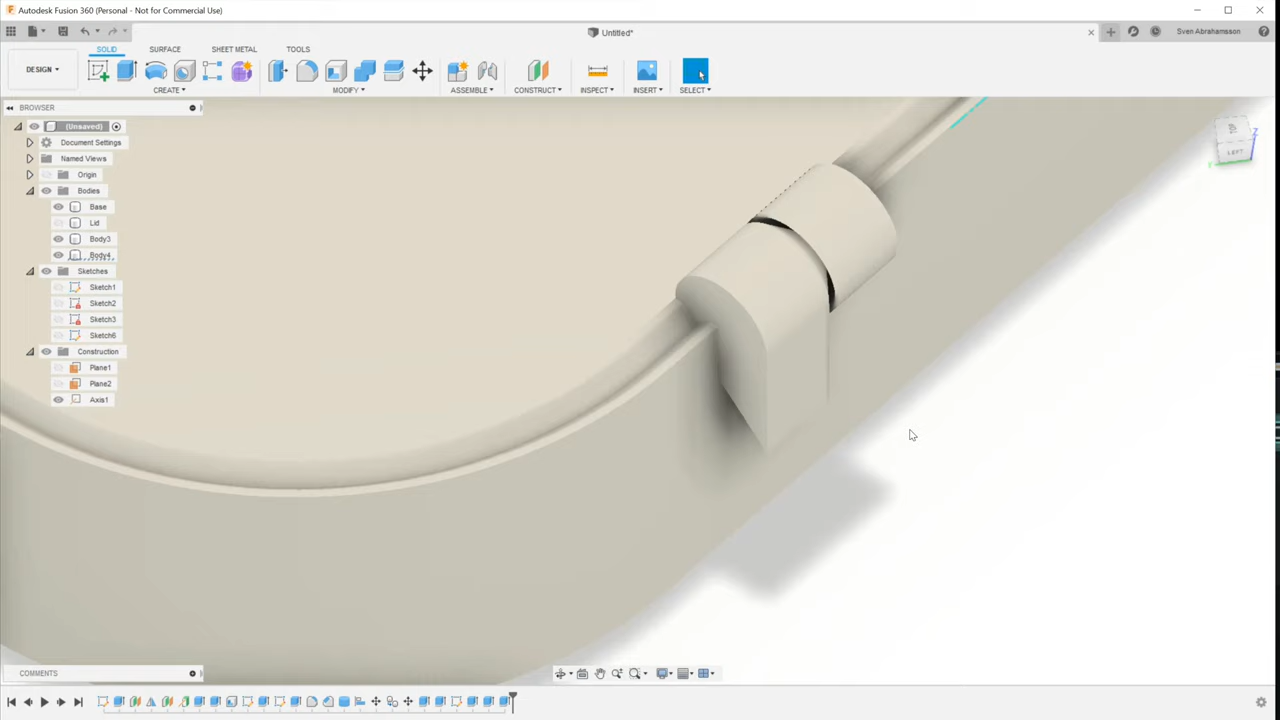 Autodesk Fusion 360 (Personal - Not for Commercial Use)
Untitled*
Sven Abrahamsson
SOLID SURFACE SHEET METAL TOOLS
DESIGN
CREATE MODIFY ASSEMBLE CONSTRUCT INSPECT INSERT SELECT
BROWSER
(Unsaved)
Document Settings
Named Views
Origin
Bodies
Base
Lid
Body3
Body4
Sketches
Sketch1
Sketch2
Sketch3
Sketch6
Construction
Plane1
Plane2
Axis1
LEFT
Z
COMMENTS